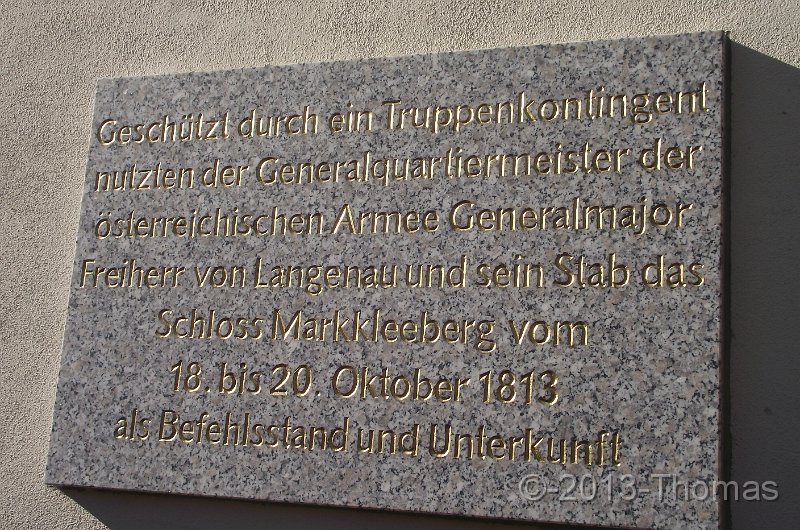 Geschützt durch ein Truppenkontingent
nutzten der Generalquartiermeister der
österreichischen Armee Generalmajor
Freiherr von Langenau und sein Stab das
Schloss Markkleeberg vom
18. bis 20. Oktober 1813
als Befehlsstand und Unterkunft
©-2013-Thomas